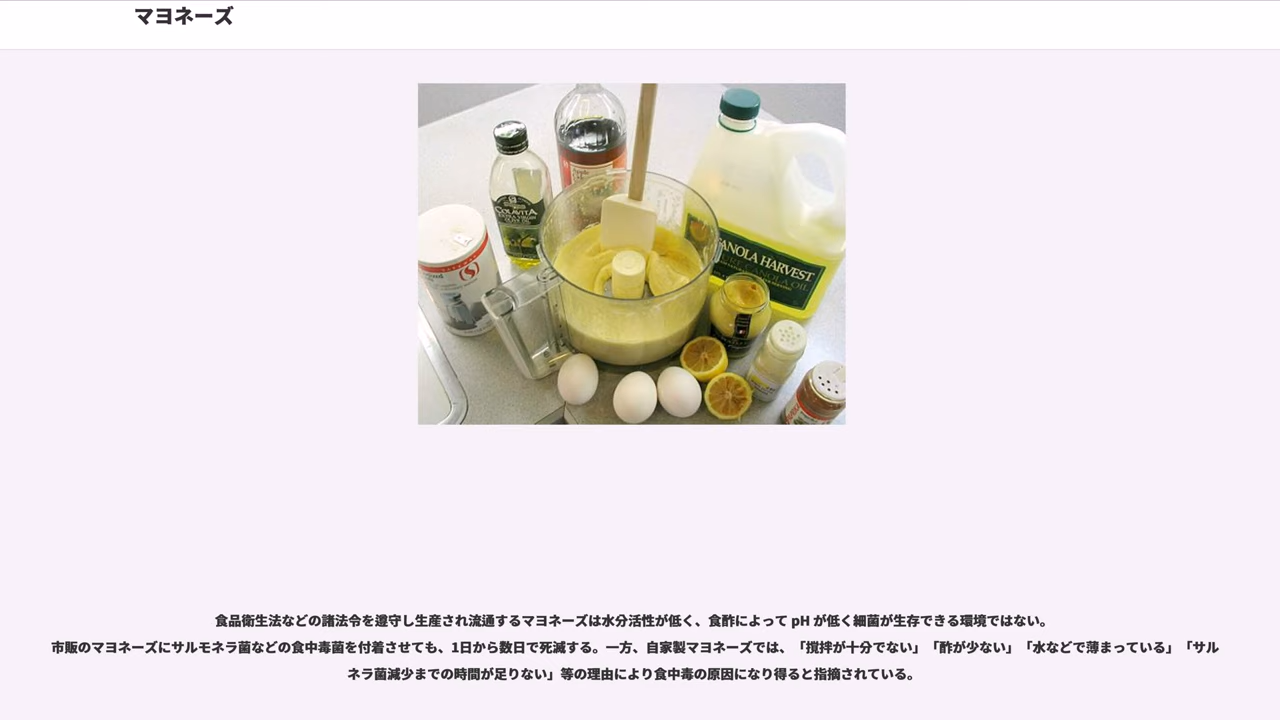 マヨネーズ
COLAVITA
CANOLA HARVEST
CANOLA OIL
食品衛生法などの諸法令を遵守し生産され流通するマヨネーズは水分活性が低く、食酢によって pH が低く細菌が生存できる環境ではない。
市販のマヨネーズにサルモネラ菌などの食中毒菌を付着させても、1日から数日で死滅する。一方、自家製マヨネーズでは、「撹拌が十分でない」「酢が少ない」「水などで薄まっている」「サル
ネラ菌減少までの時間が足りない」等の理由により食中毒の原因になり得ると指摘されている。